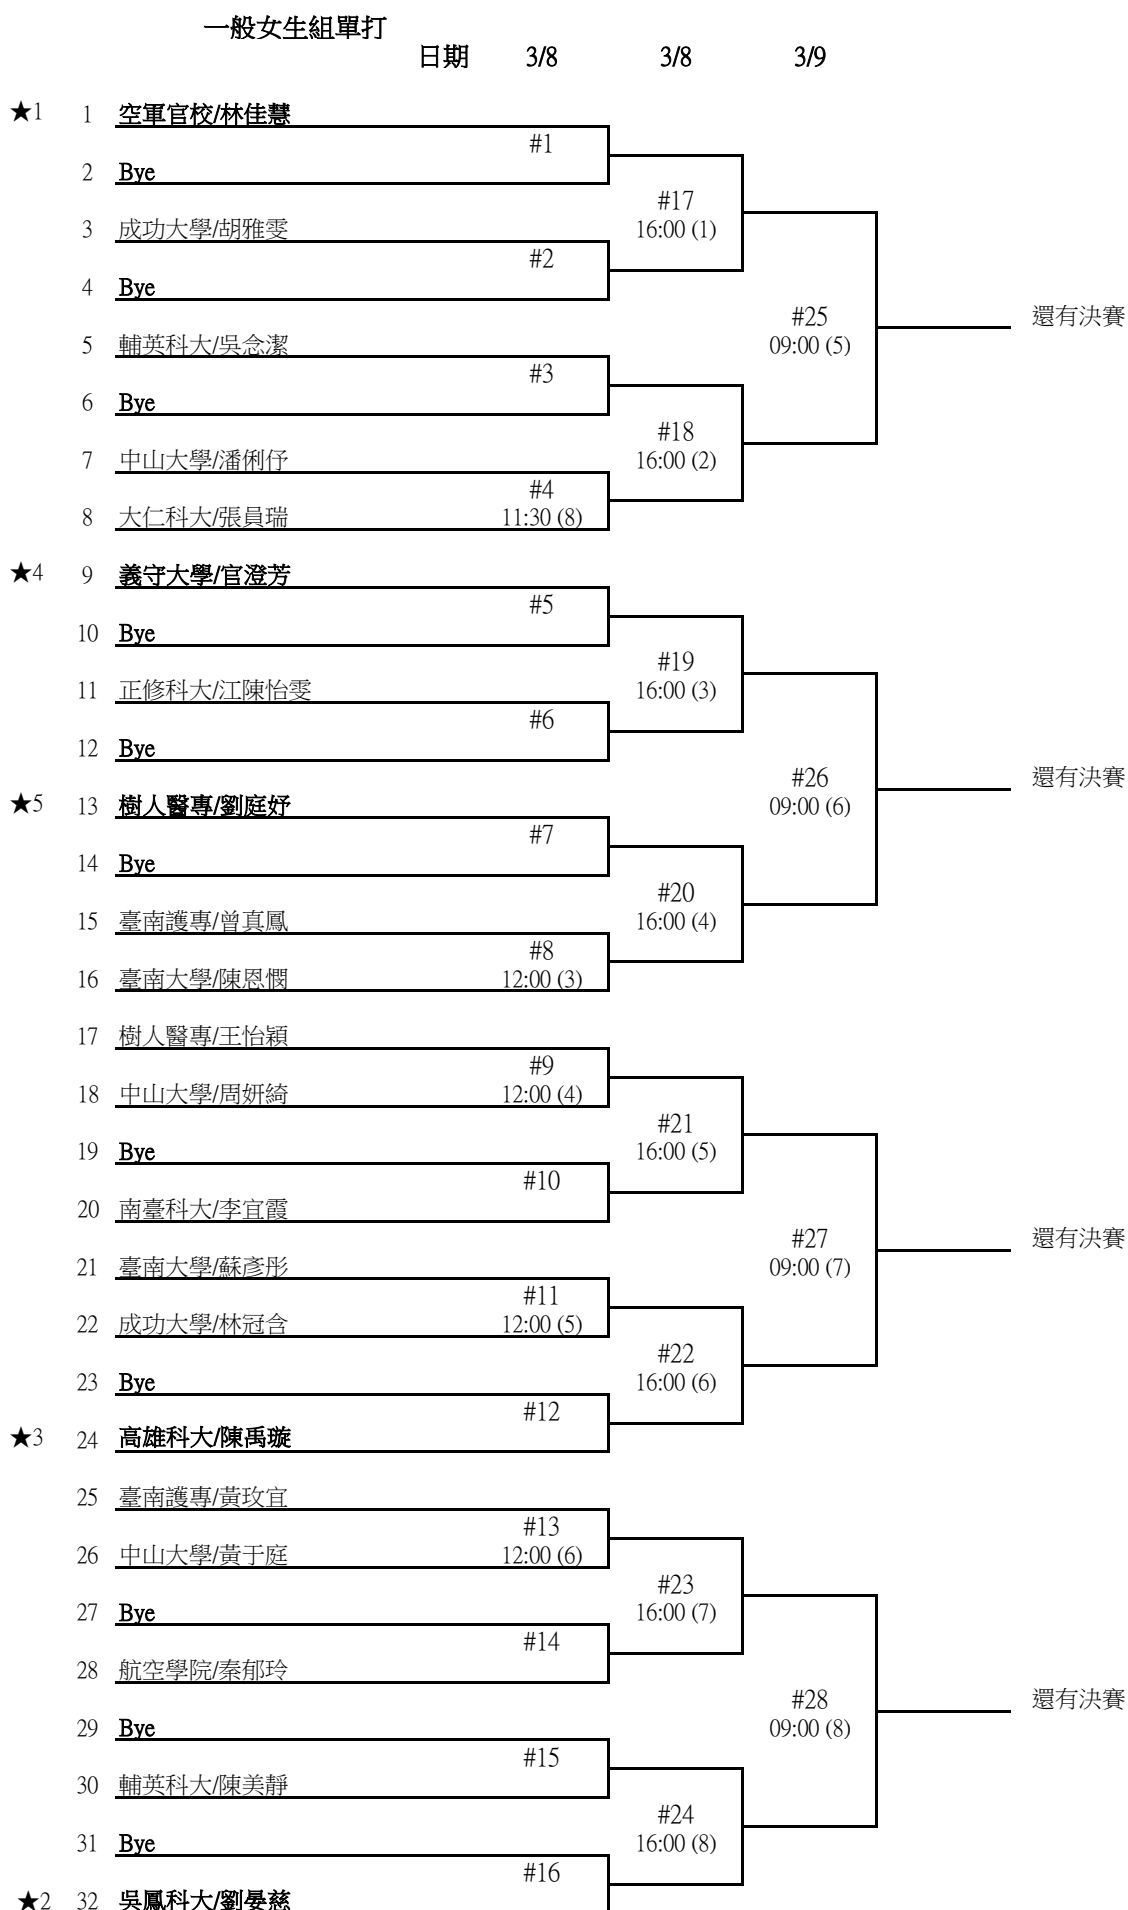 一般女生組單打
日期 3/8 3/8 3/9
★1 1 空軍官校/林佳慧
#1
2 Bye
#17
3 成功大學/胡雅雯 16:00 (1)
#2
4 Bye
#25 還有決賽
5 輔英科大/吳念潔 09:00 (5)
#3
6 Bye
#18
7 中山大學/潘俐伃 16:00 (2)
#4
8 大仁科大/張員瑞 11:30 (8)
★4 9 義守大學/官澄芳
#5
10 Bye
#19
11 正修科大/江陳怡雯 16:00 (3)
#6
12 Bye
#26 還有決賽
★5 13 樹人醫專/劉庭妤 09:00 (6)
#7
14 Bye
#20
15 臺南護專/曾真鳳 16:00 (4)
#8
16 臺南大學/陳恩憫 12:00 (3)
17 樹人醫專/王怡穎
#9
18 中山大學/周妍綺 12:00 (4)
#21
19 Bye 16:00 (5)
#10
20 南臺科大/李宜霞
#27 還有決賽
21 臺南大學/蘇彥彤 09:00 (7)
#11
22 成功大學/林冠含 12:00 (5)
#22
23 Bye 16:00 (6)
#12
★3 24 高雄科大/陳禹璇
25 臺南護專/黃玫宜
#13
26 中山大學/黃于庭 12:00 (6)
#23
27 Bye 16:00 (7)
#14
28 航空學院/秦郁玲
#28 還有決賽
29 Bye 09:00 (8)
#15
30 輔英科大/陳美靜
#24
31 Bye 16:00 (8)
#16
★2 32 吳鳳科大/劉晏慈